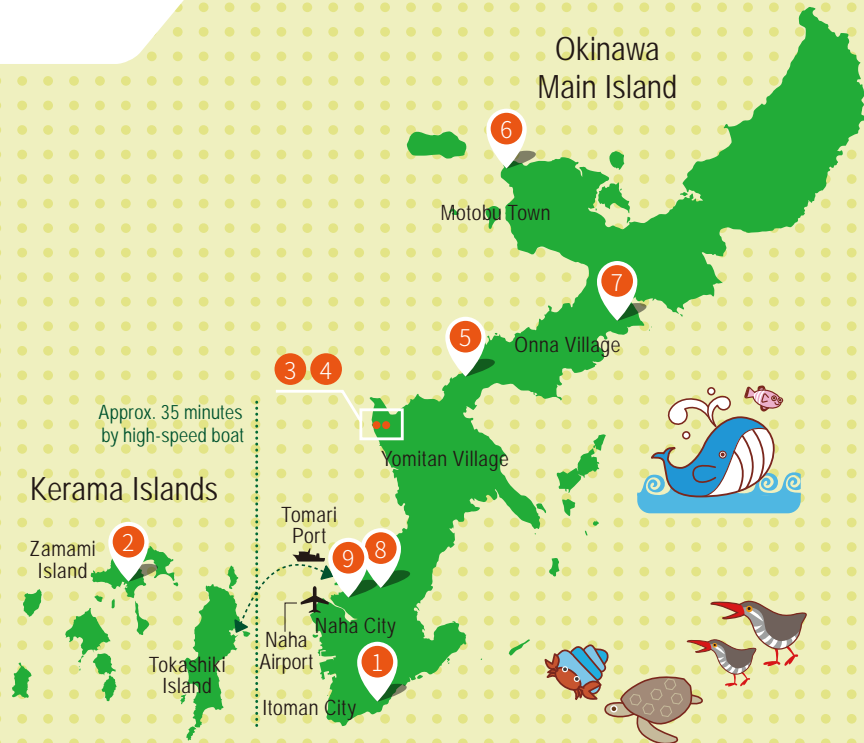 Okinawa
Main Island
6
Motobu Town
7
5
Onna Village
3 4
Approx. 35 minutes
by high-speed boat
Yomitan Village
Kerama Islands
Tomari
Port
Zamami
Island
2
9
8
Naha City
Naha
Airport
1
Tokashiki
Island
Itoman City